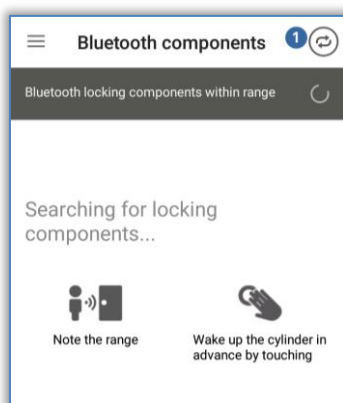 Bluetooth components
1
Bluetooth locking components within range
Searching for locking
components...
Note the range
Wake up the cylinder in
advance by touching